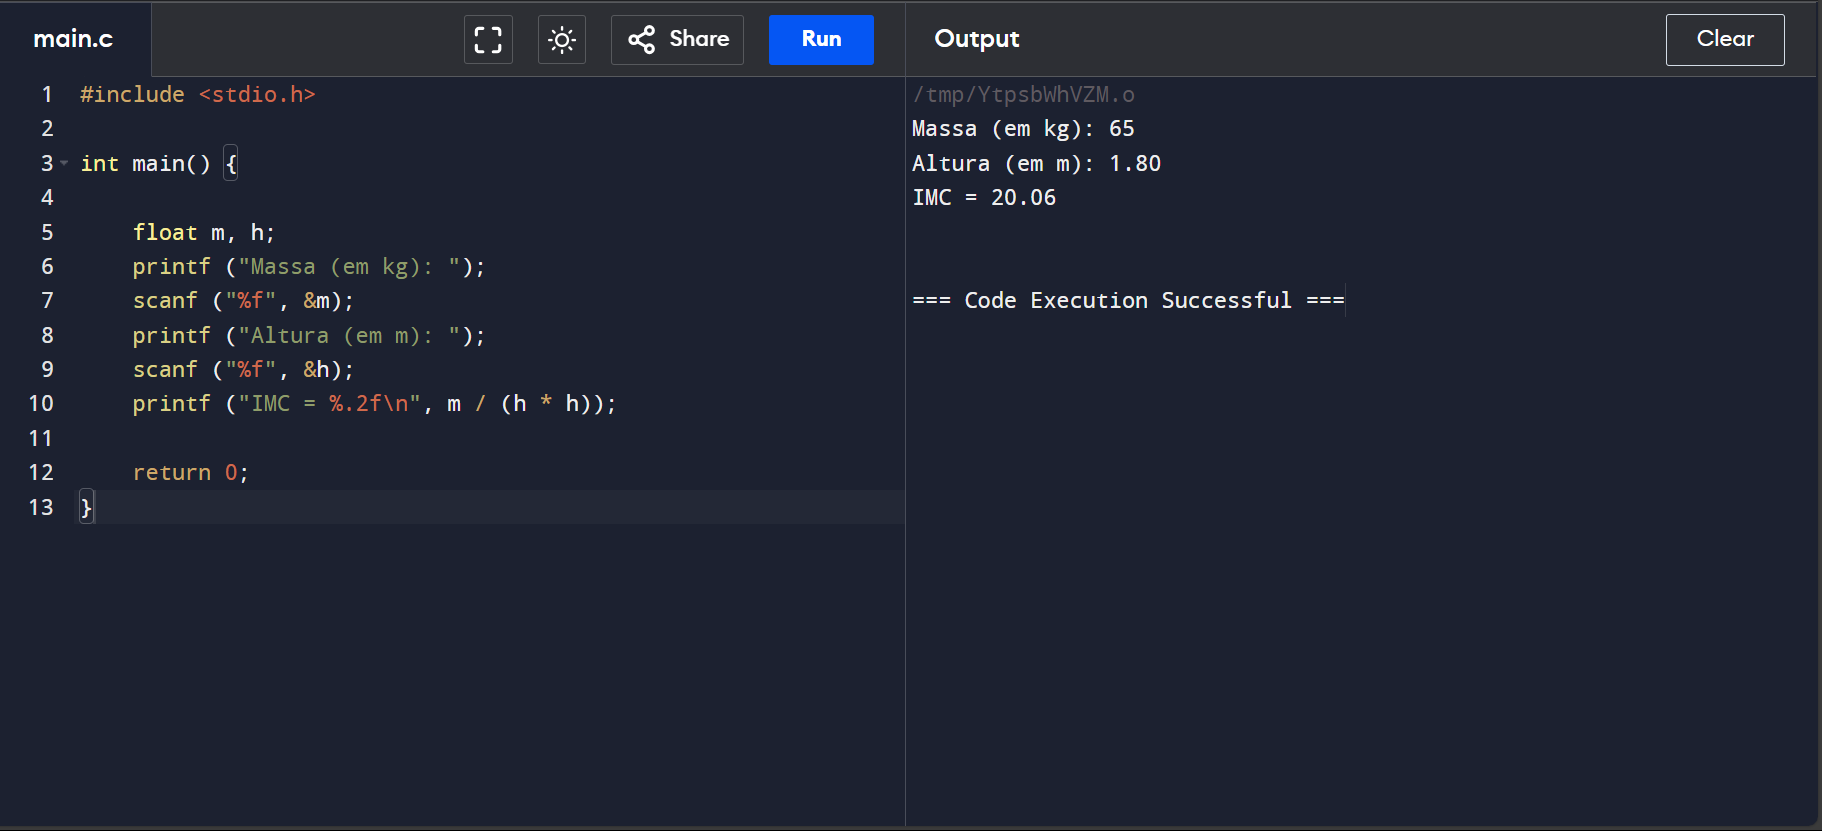 main.c
Share
Run
Output
Clear
1 #include <stdio.h>
2
3 int main() {
4
5     float m, h;
6     printf ("Massa (em kg): ");
7     scanf ("%f", &m);
8     printf ("Altura (em m): ");
9     scanf ("%f", &h);
10     printf ("IMC = %.2f\n", m / (h * h));
11
12     return 0;
13 }
/tmp/YtpsbWhVZM.o
Massa (em kg): 65
Altura (em m): 1.80
IMC = 20.06
=== Code Execution Successful ===